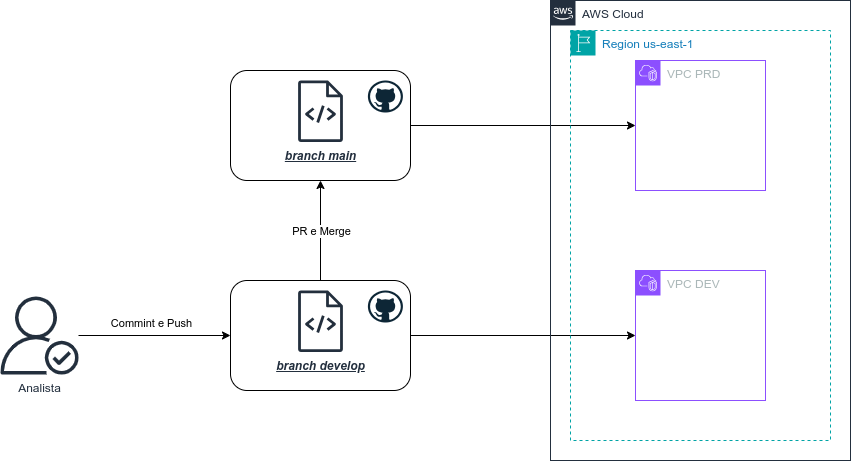 aws
AWS Cloud
Region us-east-1
VPC PRD
</>
branch main
PR e Merge
VPC DEV
</>
Commint e Push
branch develop
Analista